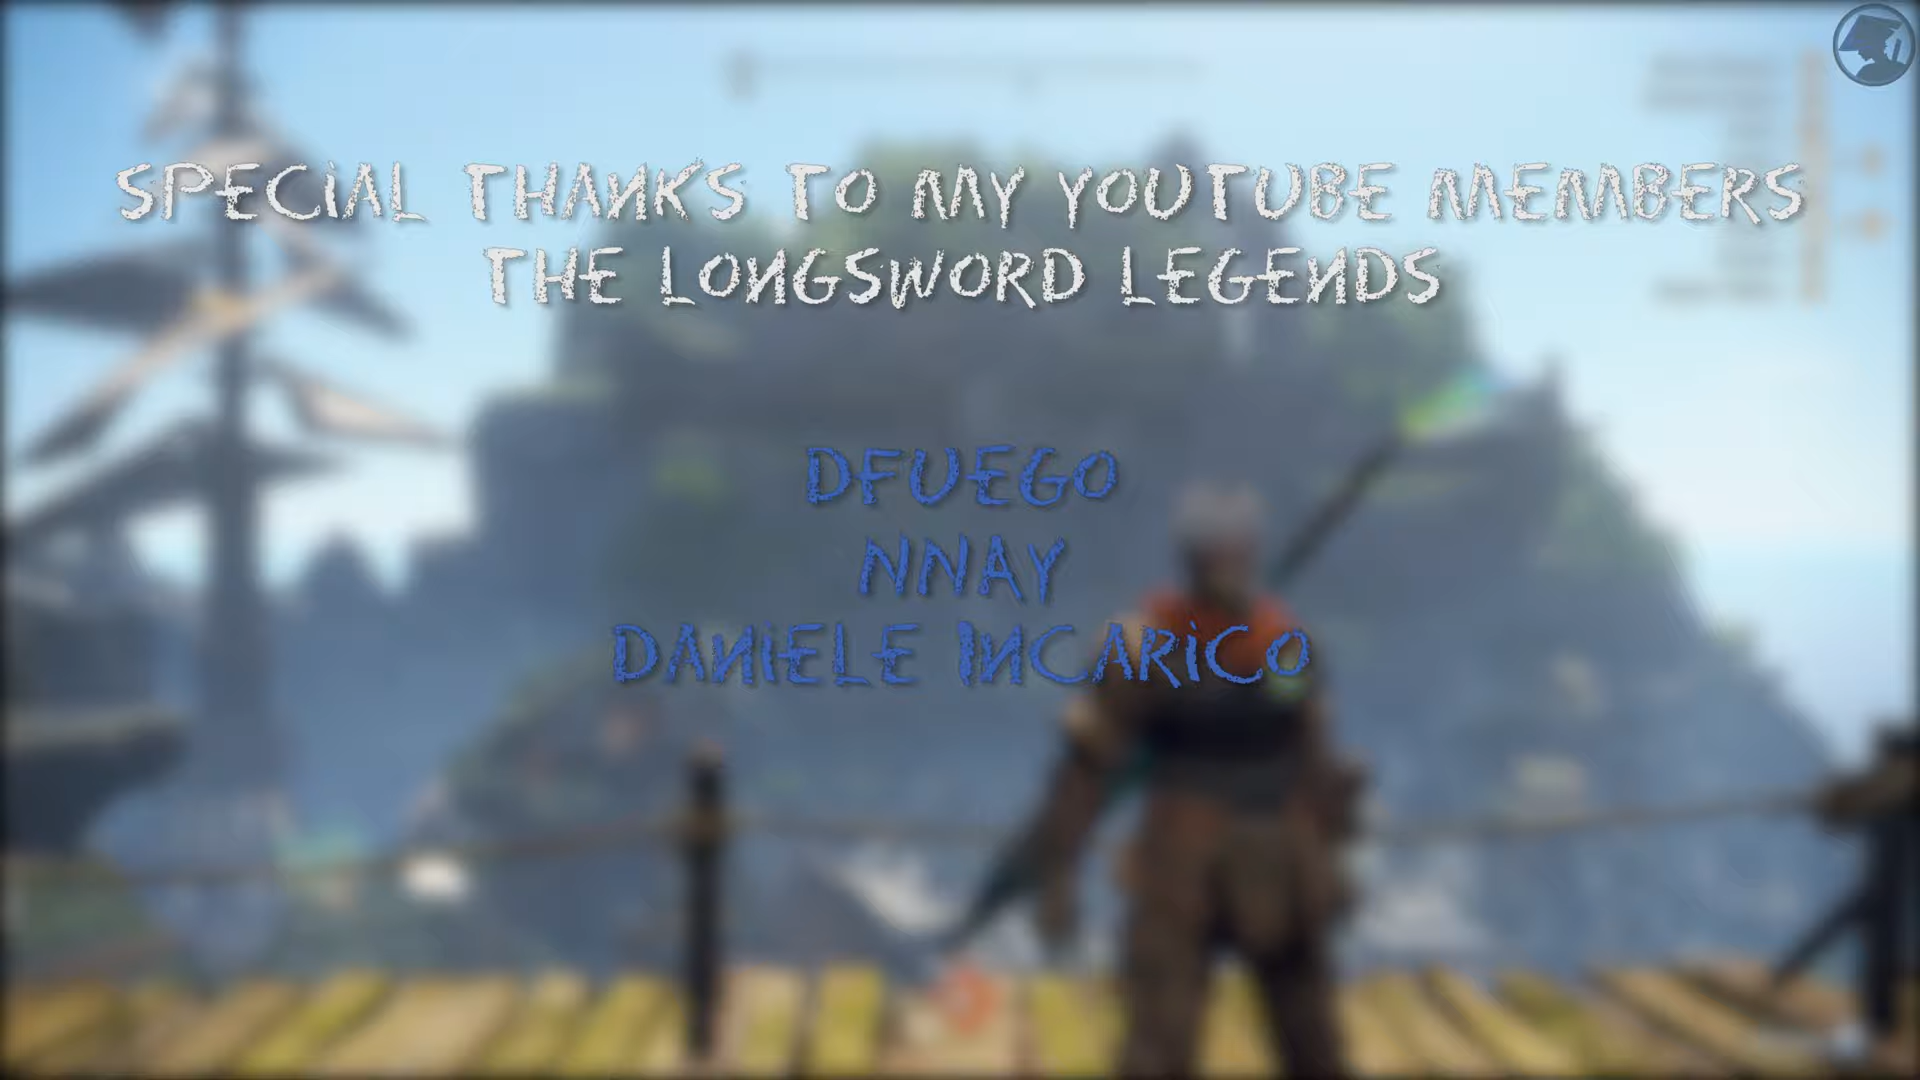 SPECIAL THANKS TO MY YOUTUBE MEMBERS
THE LONGSWORD LEGENDS
DFUEGO
NNAY
DANIELE INCARICO